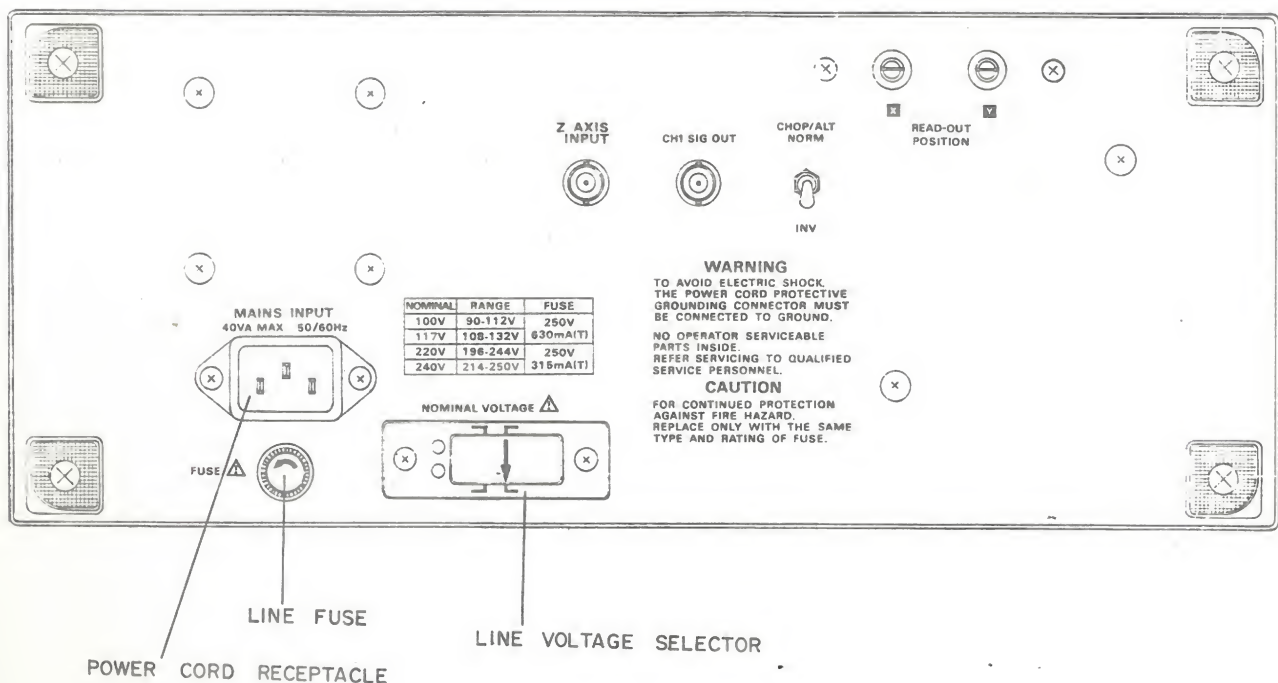 Z AXIS
INPUT
CH1 SIG OUT
CHOP/ALT
NORM
INV
X
Y
READ-OUT
POSITION
MAINS INPUT
40VA MAX 50/60Hz
NOMINAL RANGE FUSE
100V 90-112V 250V
117V 108-132V 630mA(T)
220V 196-244V 250V
240V 214-250V 315mA(T)
WARNING
TO AVOID ELECTRIC SHOCK.
THE POWER CORD PROTECTIVE
GROUNDING CONNECTOR MUST
BE CONNECTED TO GROUND.
NO OPERATOR SERVICEABLE
PARTS INSIDE.
REFER SERVICING TO QUALIFIED
SERVICE PERSONNEL.
CAUTION
FOR CONTINUED PROTECTION
AGAINST FIRE HAZARD.
REPLACE ONLY WITH THE SAME
TYPE AND RATING OF FUSE.
NOMINAL VOLTAGE
FUSE
LINE FUSE
LINE VOLTAGE SELECTOR
POWER CORD RECEPTACLE